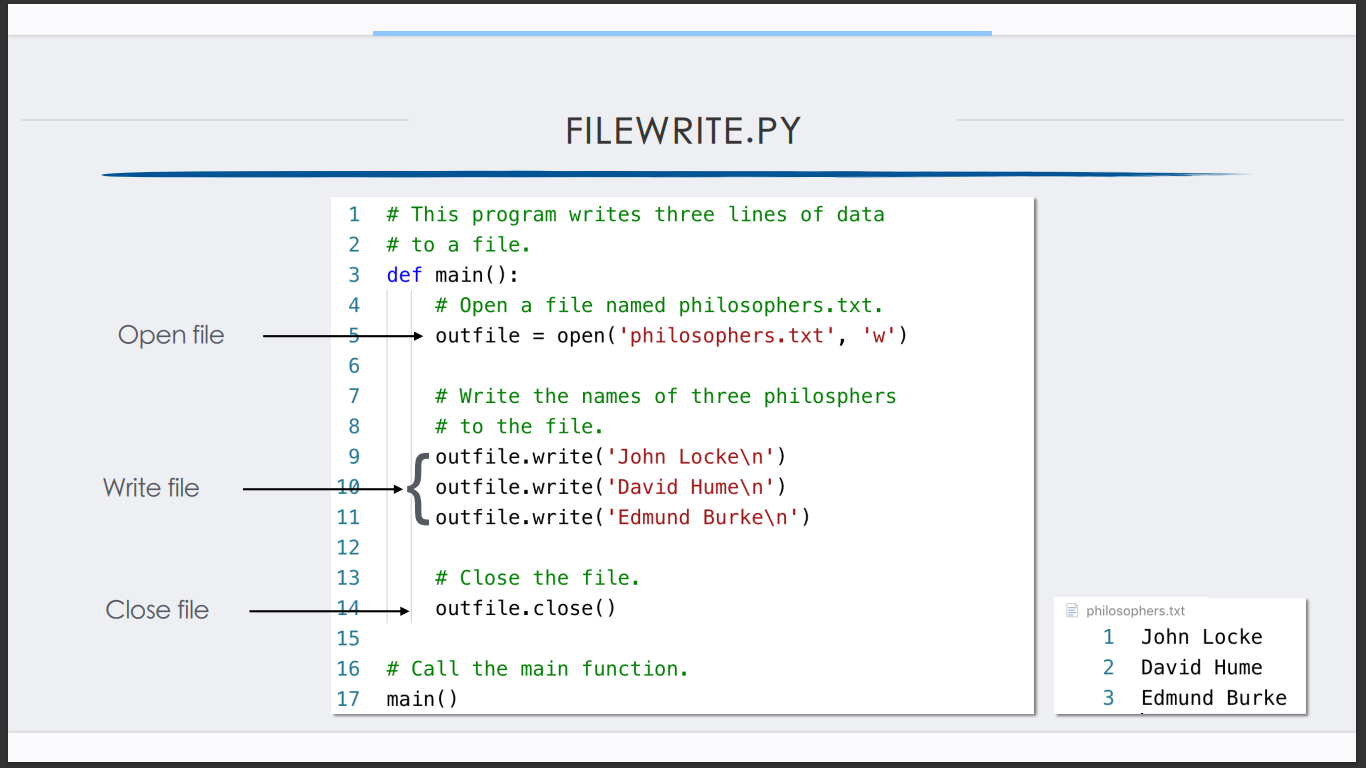 FILEWRITE.PY
1 # This program writes three lines of data
2 # to a file.
3 def main():
4     # Open a file named philosophers.txt.
Open file
5     outfile = open('philosophers.txt', 'w')
6
7     # Write the names of three philosphers
8     # to the file.
9     outfile.write('John Locke\n')
Write file
10     outfile.write('David Hume\n')
11     outfile.write('Edmund Burke\n')
12
13     # Close the file.
Close file
14     outfile.close()
15
16 # Call the main function.
17 main()
philosophers.txt
1 John Locke
2 David Hume
3 Edmund Burke